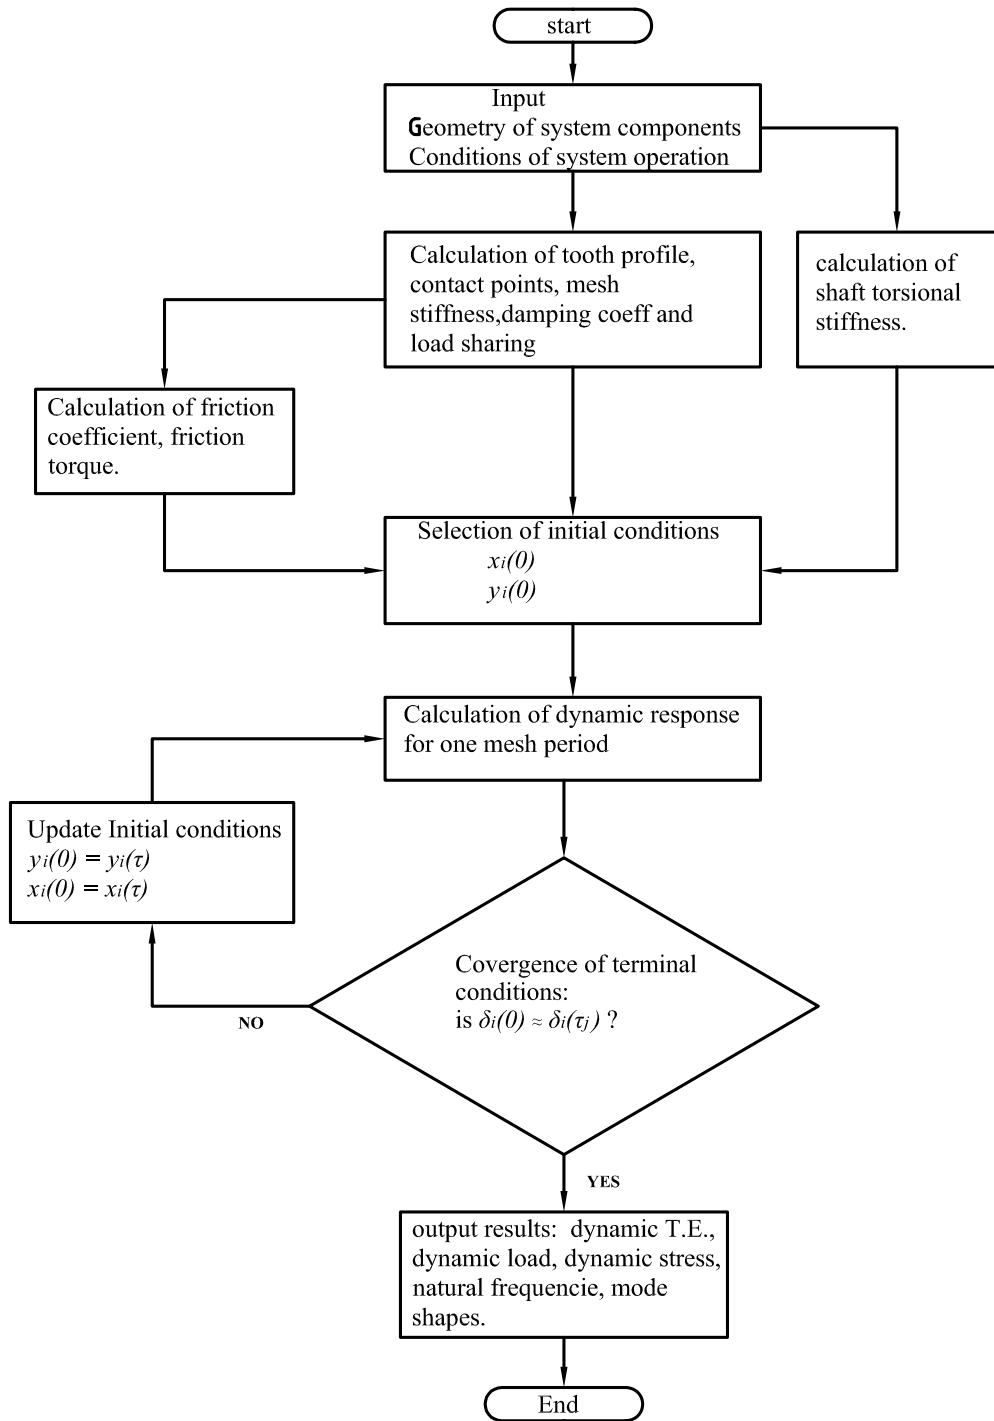 start
Input
Geometry of system components
Conditions of system operation
Calculation of tooth profile,
contact points, mesh
stiffness,damping coeff and
load sharing
calculation of
shaft torsional
stiffness.
Calculation of friction
coefficient, friction
torque.
Selection of initial conditions
xi(0)
yi(0)
Calculation of dynamic response
for one mesh period
Update Initial conditions
yi(0) = yi(τ)
xi(0) = xi(τ)
Covergence of terminal
conditions:
is δi(0) ≈ δi(τj) ?
NO
YES
output results:  dynamic T.E.,
dynamic load, dynamic stress,
natural frequencie, mode
shapes.
End